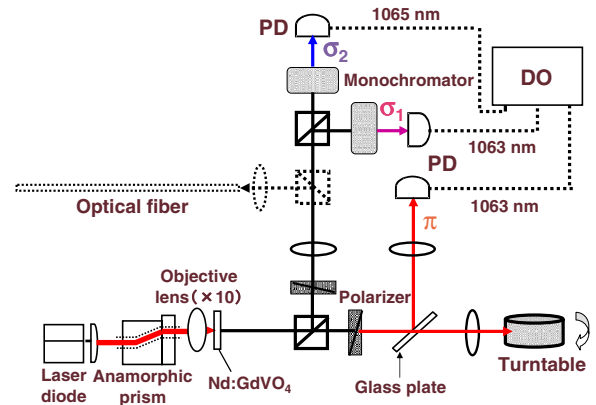 1065 nm
PD
σ2
DO
Monochromator
σ1
1063 nm
PD
1063 nm
Optical fiber
π
Objective
lens(×10)
Polarizer
Laser
diode
Anamorphic
prism
Nd:GdVO4
Glass plate
Turntable